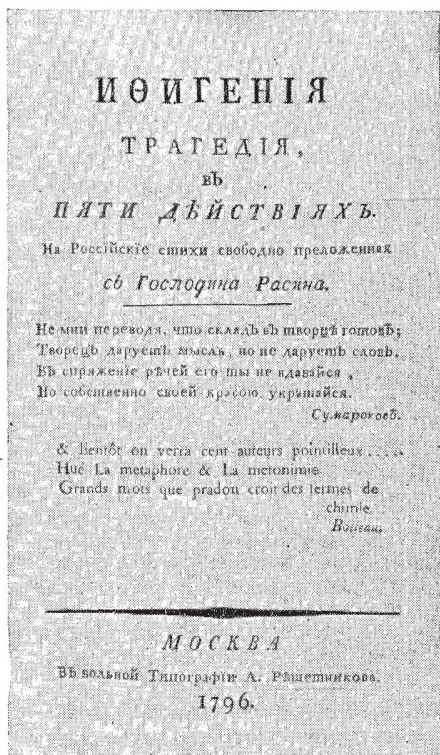 ИѲИГЕНІЯ
ТРАГЕДІЯ,
въ
ПЯТИ ДѢЙСТВІЯХЪ.
На Россійскіе стихи свободно преложенная
съ Господина Расина.
Не мни переводя, что складъ въ творцѣ готовъ;
Творецъ даруетъ мысль, но не даруетъ словъ.
Въ спряженіе рѣчей его ты не вдавайся,
Но собственно своей красою украшайся.
Сумароковъ.
& bientôt on verra cent auteurs pointilleux . . . .
Hué La metaphore & La metonimie
Grands mots que pradon croit des termes de
chimie
Boileau.
МОСКВА
Въ вольной Типографіи А. Рѣшетникова.
1796.